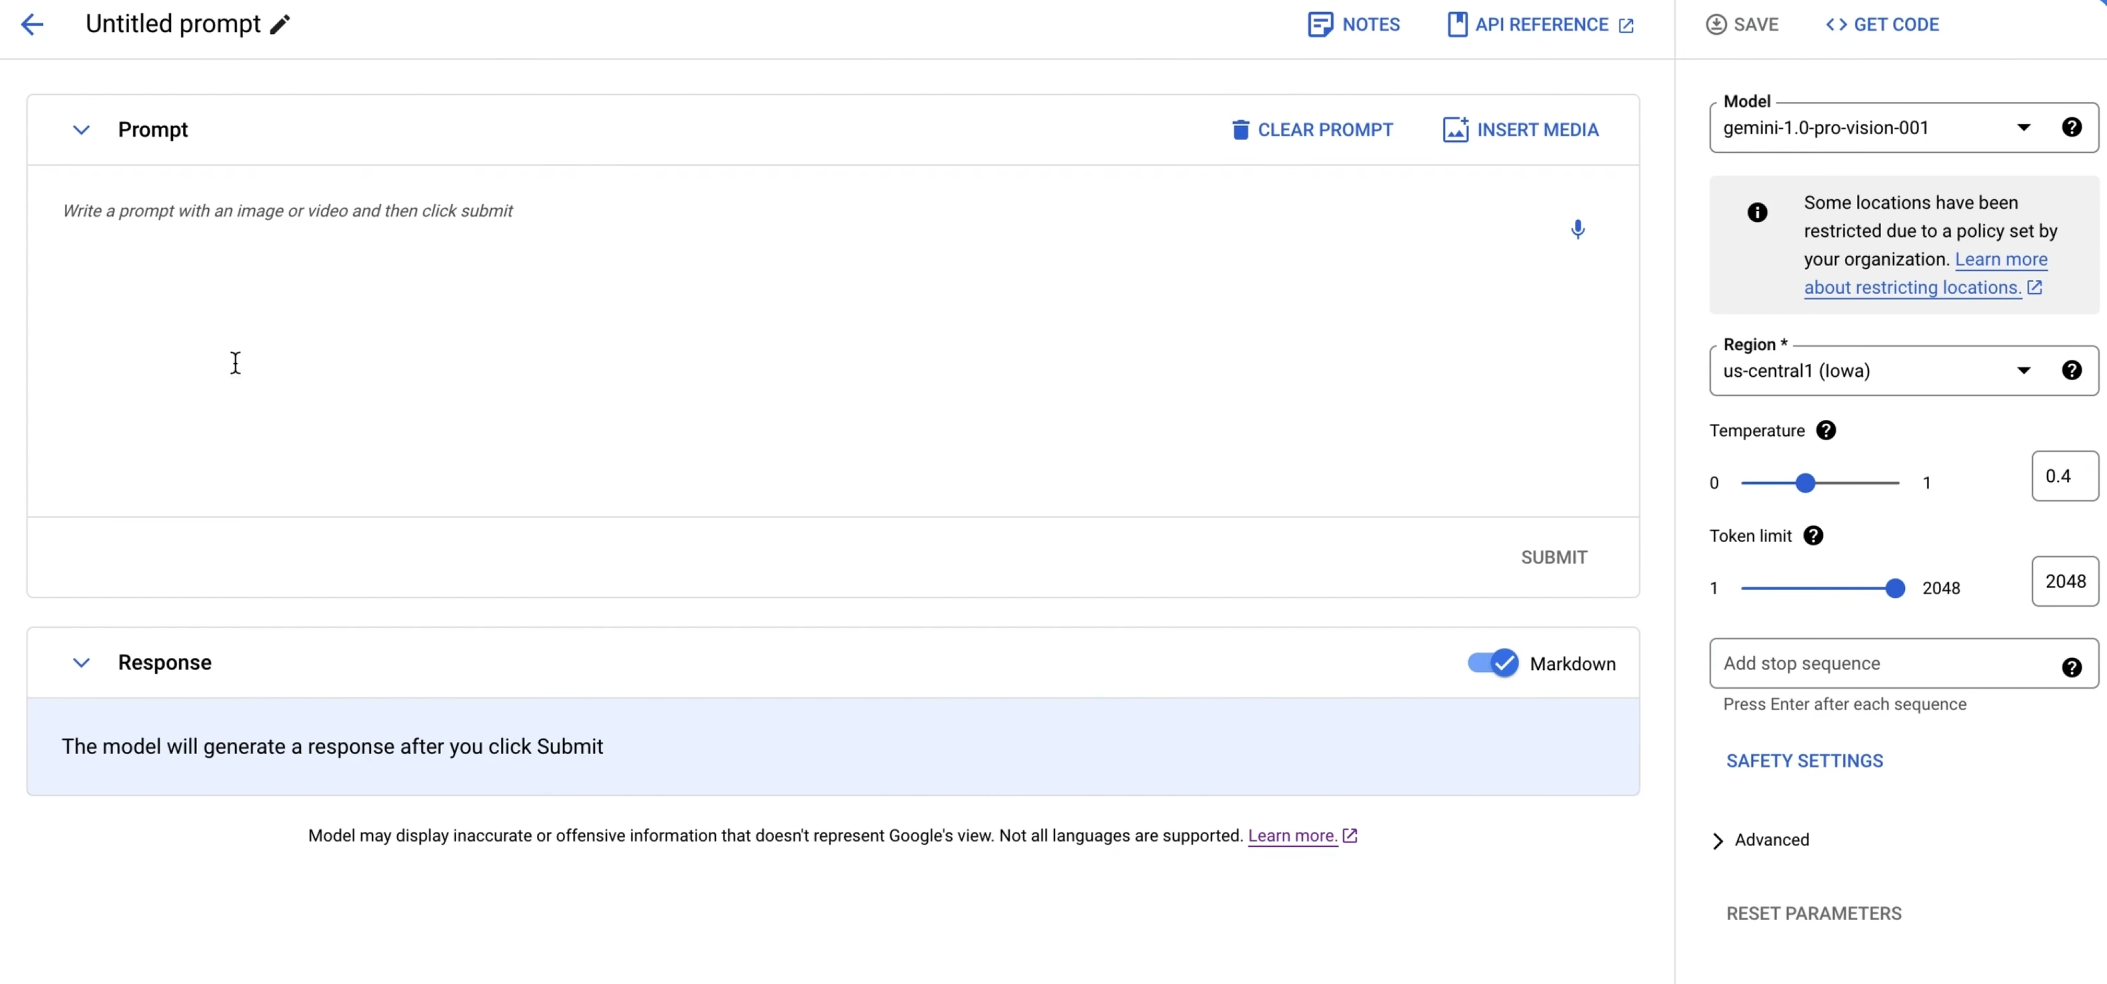 Untitled prompt
NOTES
API REFERENCE
SAVE
<> GET CODE
Prompt
CLEAR PROMPT
INSERT MEDIA
Write a prompt with an image or video and then click submit
SUBMIT
Response
Markdown
The model will generate a response after you click Submit
Model may display inaccurate or offensive information that doesn't represent Google's view. Not all languages are supported. Learn more.
Model
gemini-1.0-pro-vision-001
Some locations have been
restricted due to a policy set by
your organization. Learn more
about restricting locations.
Region *
us-central1 (Iowa)
Temperature
0 1 0.4
Token limit
1 2048 2048
Add stop sequence
Press Enter after each sequence
SAFETY SETTINGS
Advanced
RESET PARAMETERS